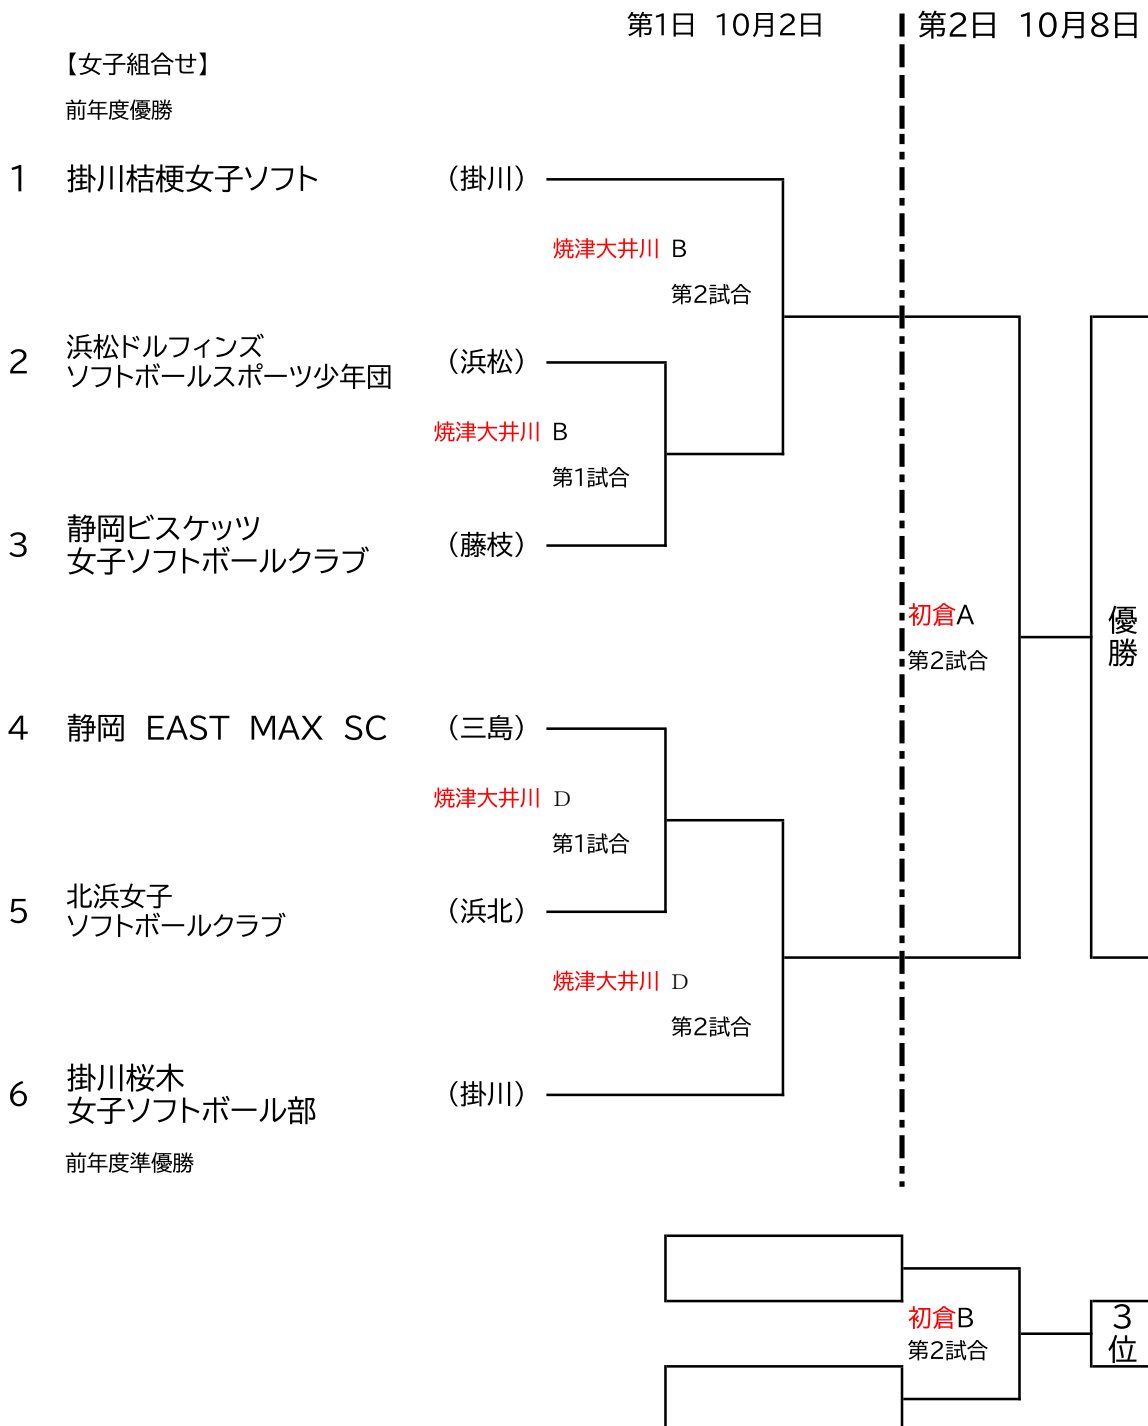 第1日 10月2日
第2日 10月8日
【女子組合せ】
前年度優勝
1 掛川桔梗女子ソフト (掛川)
焼津大井川 B
第2試合
2 浜松ドルフィンズ
ソフトボールスポーツ少年団 (浜松)
焼津大井川 B
第1試合
3 静岡ビスケッツ
女子ソフトボールクラブ (藤枝)
初倉A
第2試合
優勝
4 静岡 EAST MAX SC (三島)
焼津大井川 D
第1試合
5 北浜女子
ソフトボールクラブ (浜北)
焼津大井川 D
第2試合
6 掛川桜木
女子ソフトボール部 (掛川)
前年度準優勝
初倉B
第2試合
3位